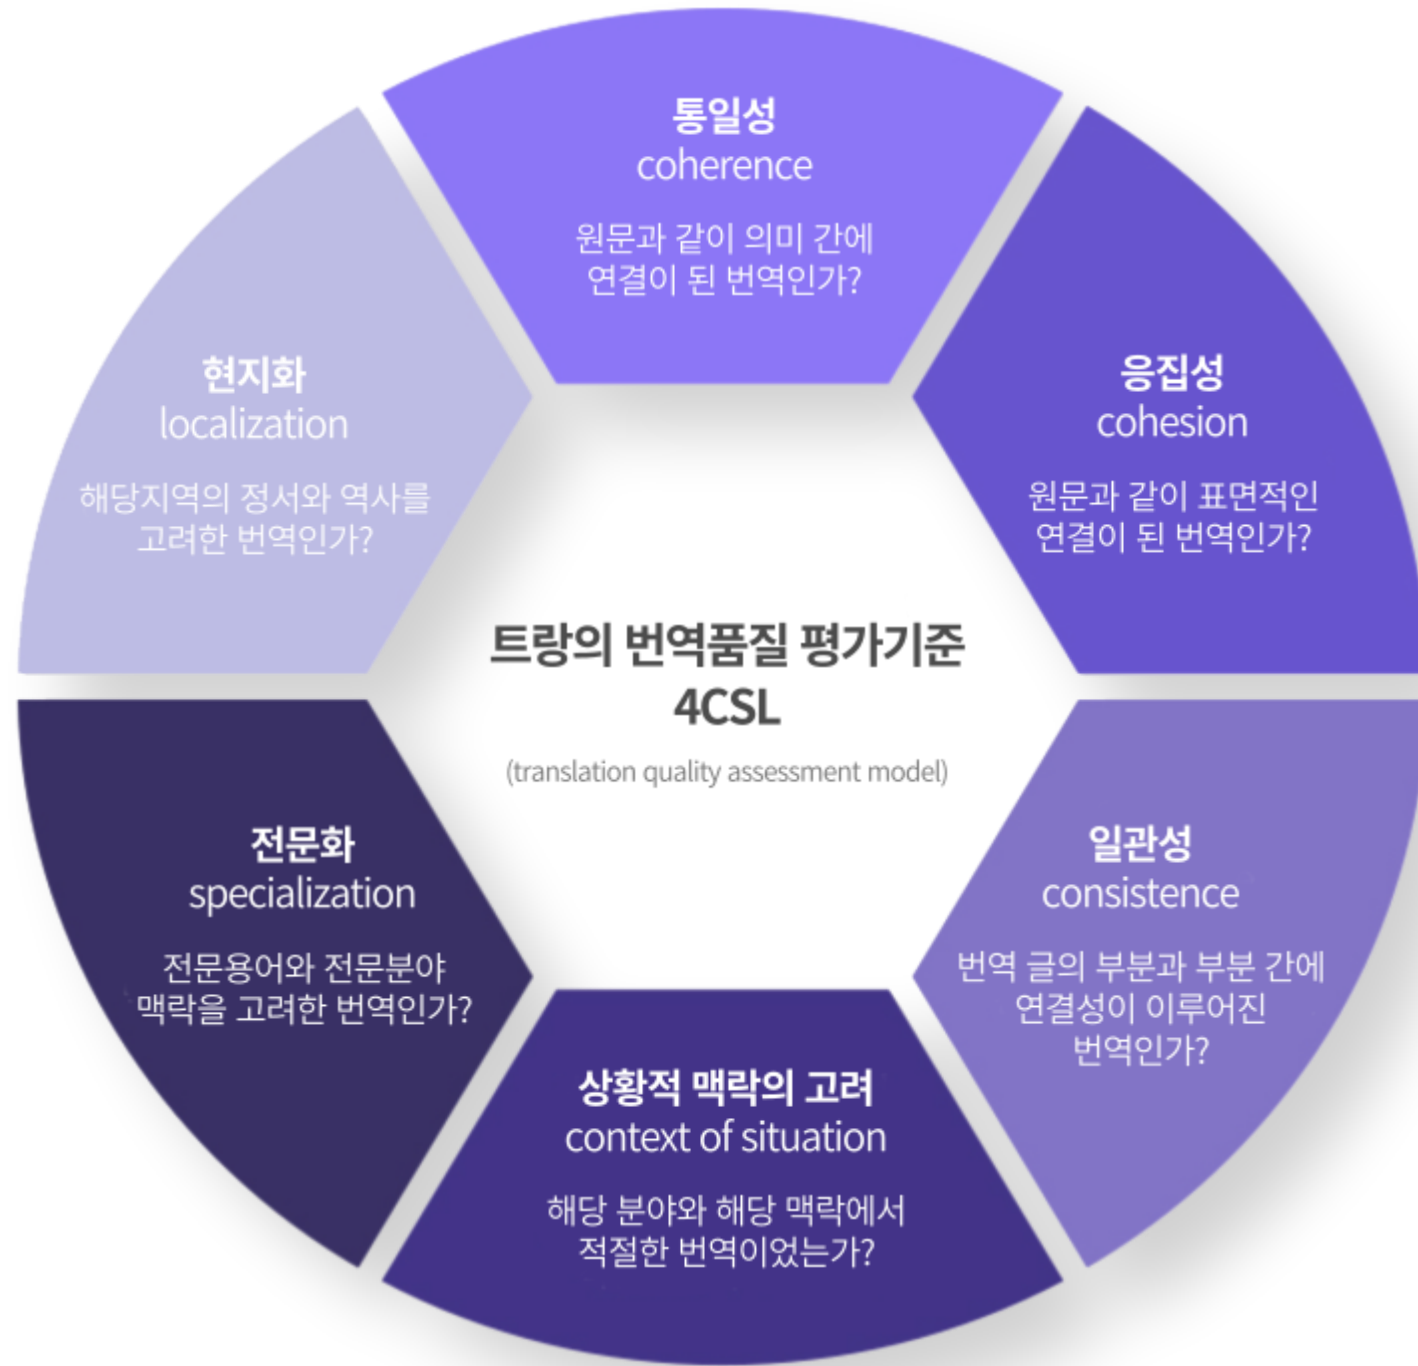 통일성
coherence
원문과 같이 의미 간에
연결이 된 번역인가?
응집성
cohesion
원문과 같이 표면적인
연결이 된 번역인가?
일관성
consistence
번역 글의 부분과 부분 간에
연결성이 이루어진
번역인가?
상황적 맥락의 고려
context of situation
해당 분야와 해당 맥락에서
적절한 번역이었는가?
전문화
specialization
전문용어와 전문분야
맥락을 고려한 번역인가?
현지화
localization
해당지역의 정서와 역사를
고려한 번역인가?
트랑의 번역품질 평가기준
4CSL
(translation quality assessment model)